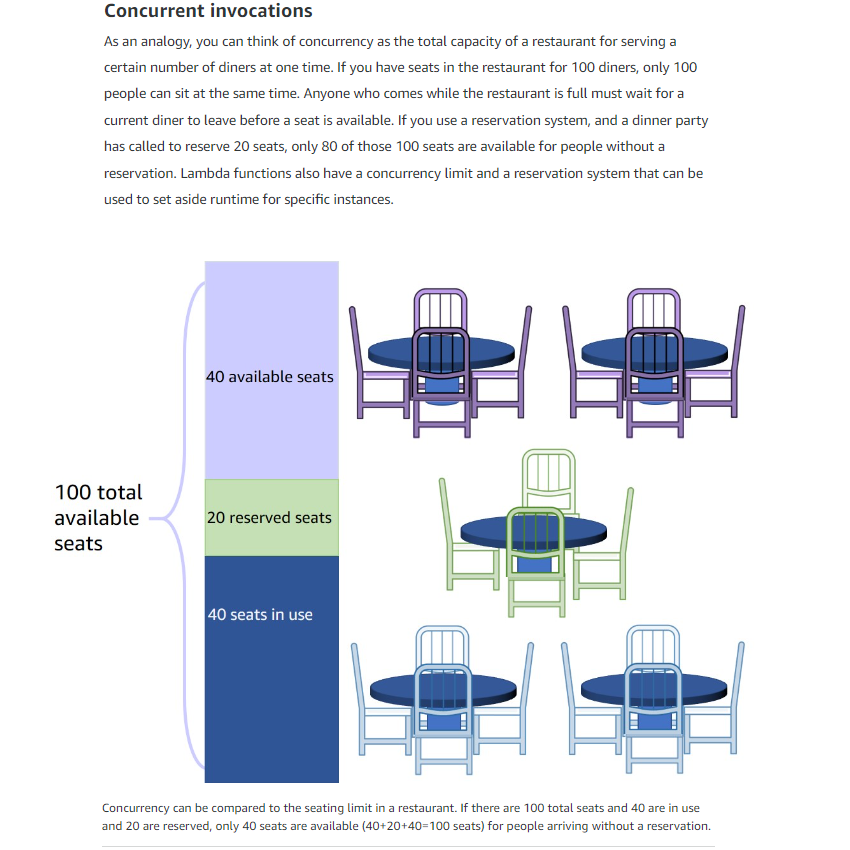 Concurrent invocations
As an analogy, you can think of concurrency as the total capacity of a restaurant for serving a
certain number of diners at one time. If you have seats in the restaurant for 100 diners, only 100
people can sit at the same time. Anyone who comes while the restaurant is full must wait for a
current diner to leave before a seat is available. If you use a reservation system, and a dinner party
has called to reserve 20 seats, only 80 of those 100 seats are available for people without a
reservation. Lambda functions also have a concurrency limit and a reservation system that can be
used to set aside runtime for specific instances.
40 available seats
100 total
available
seats
20 reserved seats
40 seats in use
Concurrency can be compared to the seating limit in a restaurant. If there are 100 total seats and 40 are in use
and 20 are reserved, only 40 seats are available (40+20+40=100 seats) for people arriving without a reservation.